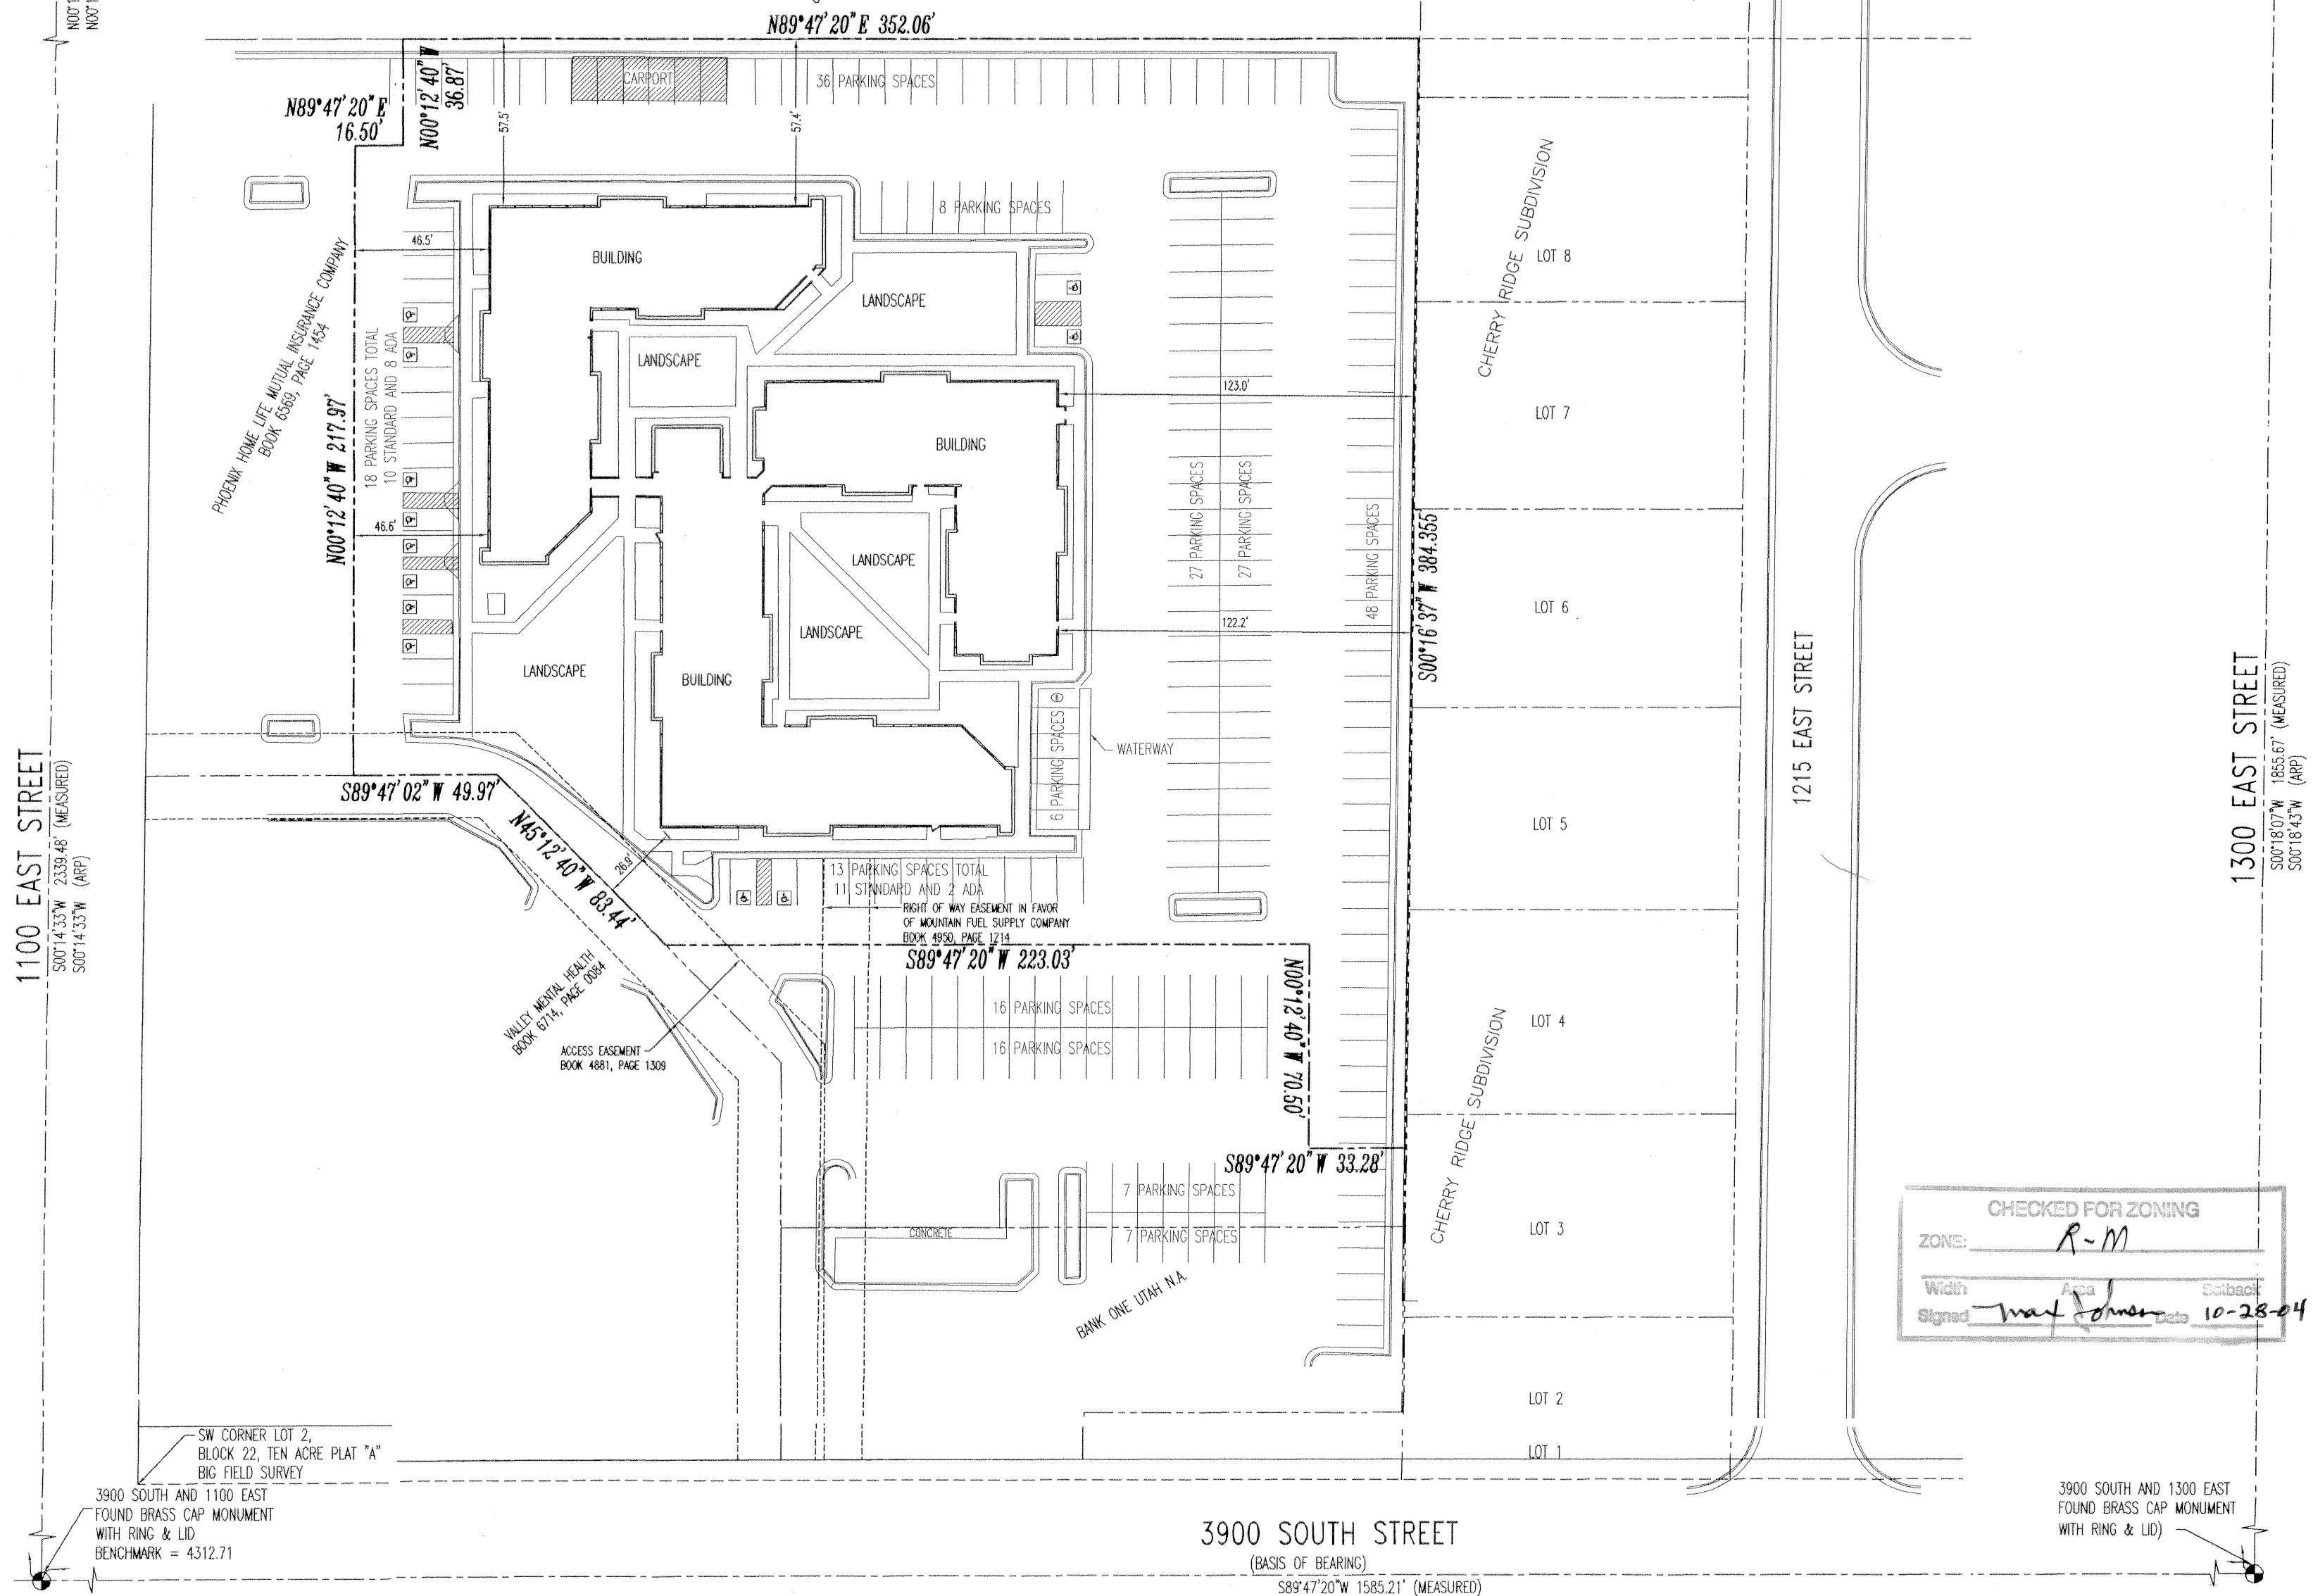 N00°1
N00°1
N89°47'20"E 352.06'
N00°12'40"W
36.87'
N89°47'20"E
16.50'
CARPORT
36 PARKING SPACES
57.5'
57.4'
8 PARKING SPACES
46.5'
BUILDING
LANDSCAPE
LANDSCAPE
PHOENIX HOME LIFE MUTUAL INSURANCE COMPANY
BOOK 6569, PAGE 1454
N00°12'40"W 217.97'
18 PARKING SPACES TOTAL
10 STANDARD AND 8 ADA
46.6'
BUILDING
LANDSCAPE
LANDSCAPE
LANDSCAPE
BUILDING
123.0'
27 PARKING SPACES
27 PARKING SPACES
48 PARKING SPACES
122.2'
S00°16'37"W 384.355'
6 PARKING SPACES
WATERWAY
CHERRY RIDGE SUBDIVISION
LOT 8
LOT 7
LOT 6
LOT 5
LOT 4
LOT 3
LOT 2
LOT 1
CHERRY RIDGE SUBDIVISION
1215 EAST STREET
1300 EAST STREET
S00°18'07"W 1855.67' (MEASURED)
S00°18'43"W (ARP)
1100 EAST STREET
S00°14'33"W 2339.48' (MEASURED)
S00°14'33"W (ARP)
S89°47'02"W 49.97'
N45°12'40"W 83.44'
26.9'
13 PARKING SPACES TOTAL
11 STANDARD AND 2 ADA
RIGHT OF WAY EASEMENT IN FAVOR
OF MOUNTAIN FUEL SUPPLY COMPANY
BOOK 4950, PAGE 1214
S89°47'20"W 223.03'
N00°12'40"W 70.50'
S89°47'20"W 33.28'
VALLEY MENTAL HEALTH
BOOK 6714, PAGE 0084
ACCESS EASEMENT
BOOK 4881, PAGE 1309
16 PARKING SPACES
16 PARKING SPACES
7 PARKING SPACES
7 PARKING SPACES
CONCRETE
BANK ONE UTAH N.A.
CHECKED FOR ZONING
ZONE: R-M
Width Area Setback
Signed Max Johnson Date 10-28-04
SW CORNER LOT 2,
BLOCK 22, TEN ACRE PLAT "A"
BIG FIELD SURVEY
3900 SOUTH AND 1100 EAST
FOUND BRASS CAP MONUMENT
WITH RING & LID
BENCHMARK = 4312.71
3900 SOUTH STREET
(BASIS OF BEARING)
S89°47'20"W 1585.21' (MEASURED)
3900 SOUTH AND 1300 EAST
FOUND BRASS CAP MONUMENT
WITH RING & LID)